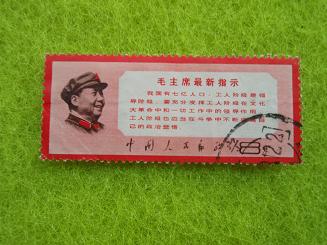 毛主席最新指示
我国有七亿人口，工人阶级是领
导阶级。要充分发挥工人阶级在文化
大革命中和一切工作中的领导作用。
工人阶级也应当在斗争中不断提高自
己的政治觉悟。
中国人民邮政 8